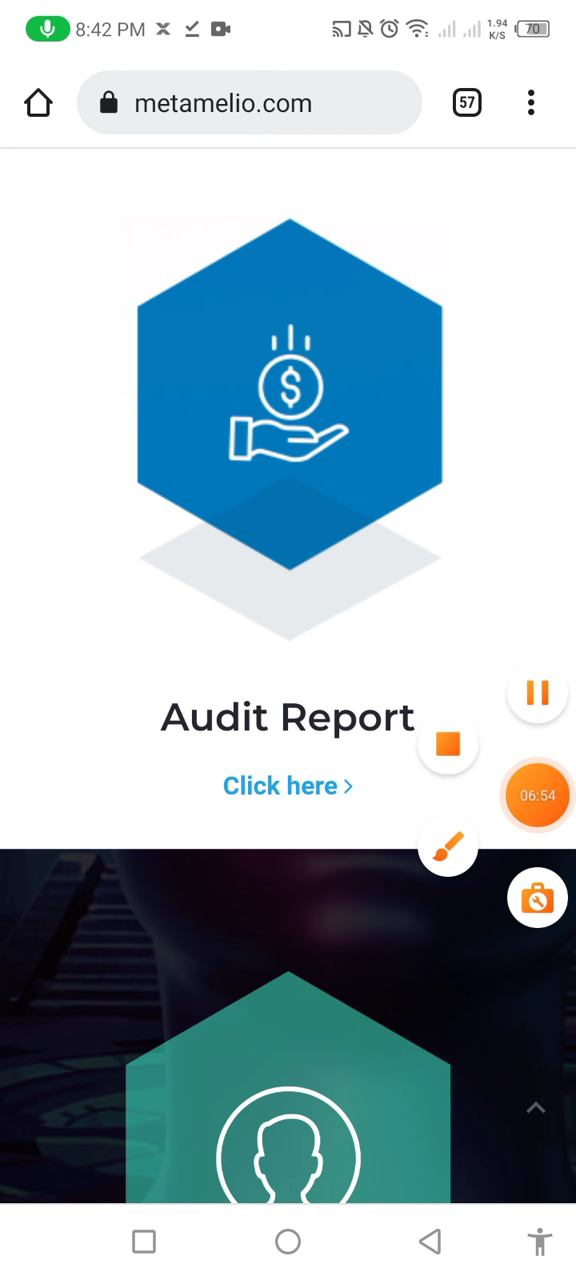 8:42 PM
1.94
K/S
70
metamelio.com
57
$
Audit Report
Click here
06:54